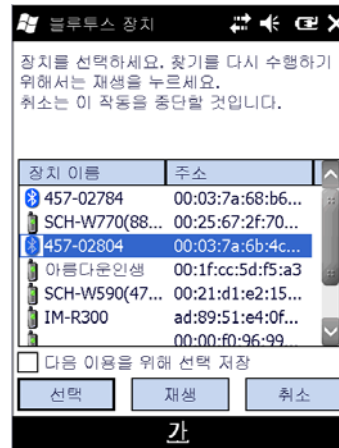 블루투스 장치
장치를 선택하세요. 찾기를 다시 수행하기
위해서는 재생을 누르세요.
취소는 이 작동을 중단할 것입니다.
장치 이름 주소
457-02784 00:03:7a:68:b6...
SCH-W770(88... 00:25:67:2f:70...
457-02804 00:03:7a:6b:4c...
아름다운인생 00:1f:cc:5d:f5:a3
SCH-W590(47... 00:21:d1:e2:15...
IM-R300 ad:89:51:e4:0f...
00:00:f0:96:99...
다음 이용을 위해 선택 저장
선택 재생 취소
가